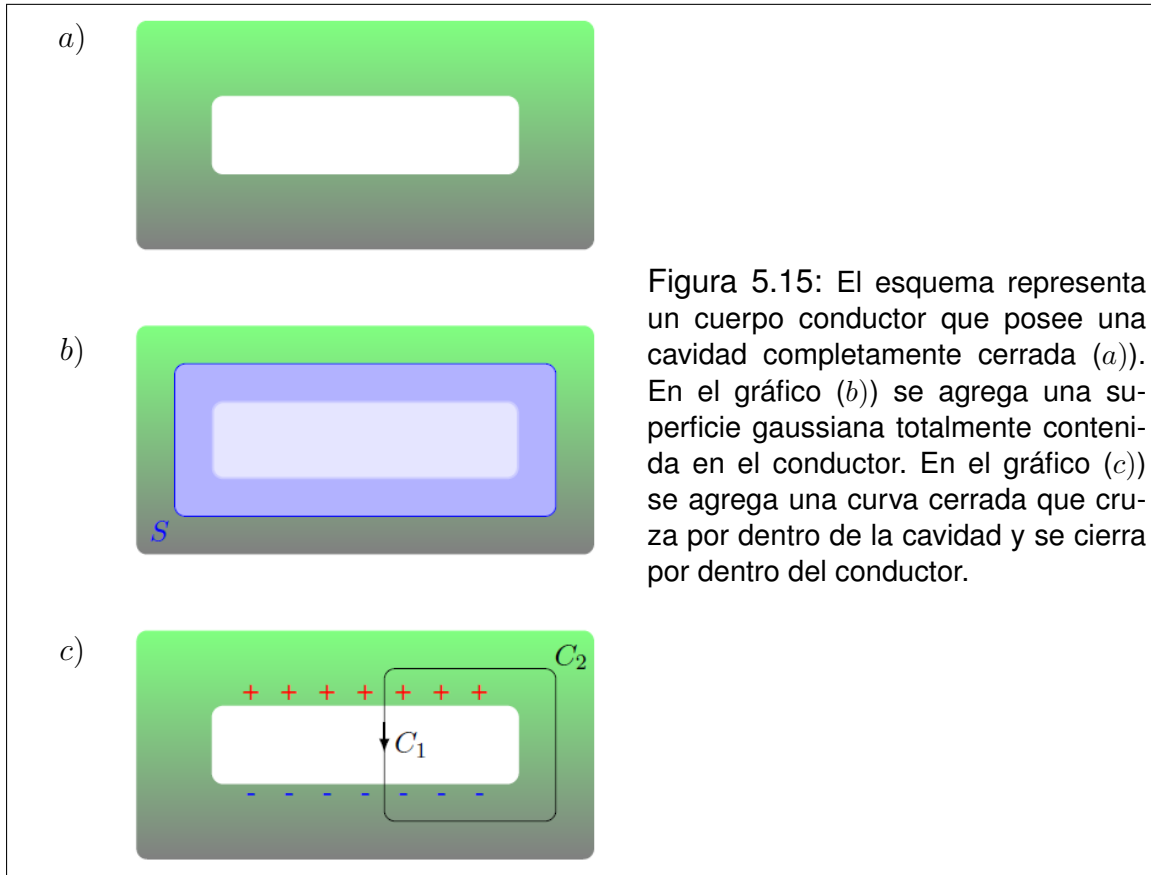 a)
b)
S
Figura 5.15: El esquema representa
un cuerpo conductor que posee una
cavidad completamente cerrada (a)).
En el gráfico (b)) se agrega una su-
perficie gaussiana totalmente conteni-
da en el conductor. En el gráfico (c))
se agrega una curva cerrada que cru-
za por dentro de la cavidad y se cierra
por dentro del conductor.
c)
C₂
+ + + + + + +
C₁
- - - - - - -